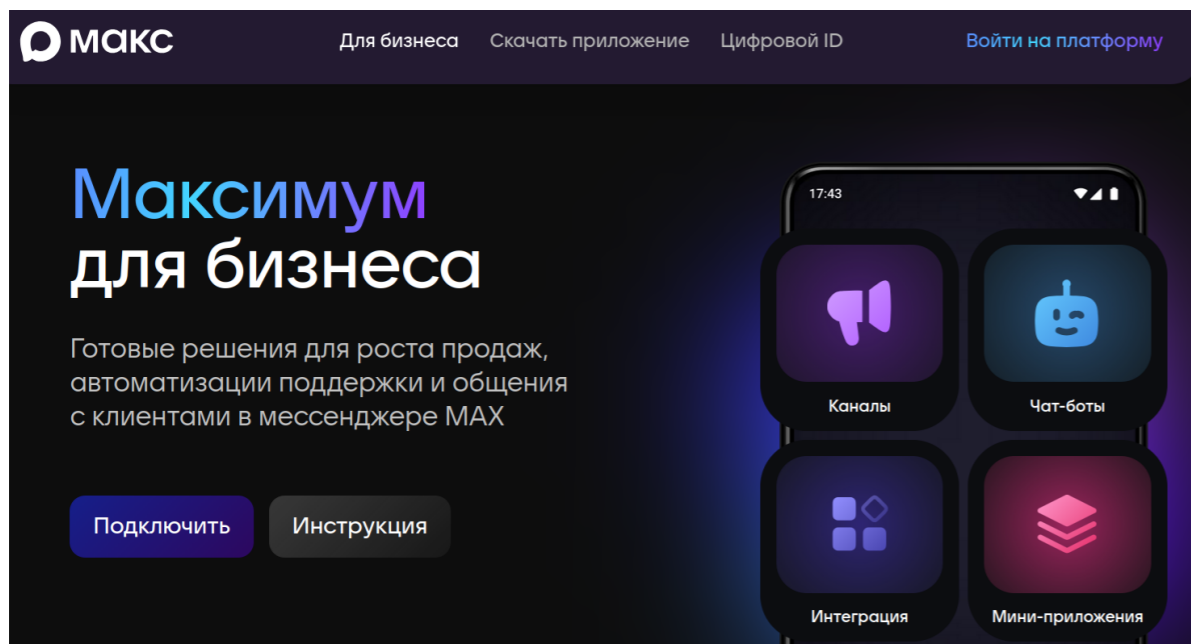 макс
Для бизнеса
Скачать приложение
Цифровой ID
Войти на платформу
Максимум
для бизнеса
Готовые решения для роста продаж,
автоматизации поддержки и общения
с клиентами в мессенджере MAX
Подключить
Инструкция
17:43
Каналы
Чат-боты
Интеграция
Мини-приложения